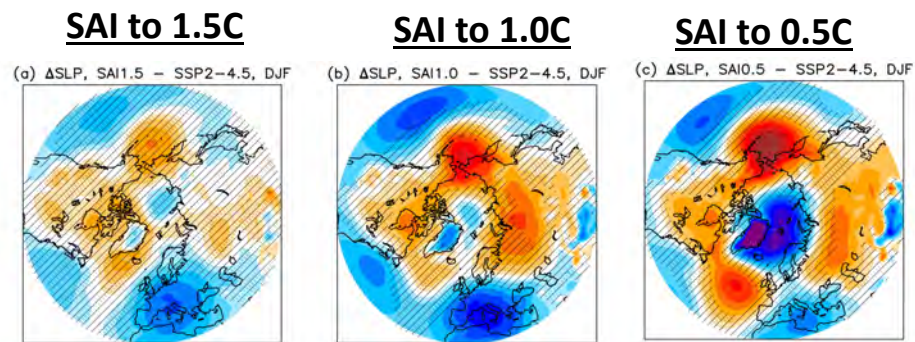 SAI to 1.5C
SAI to 1.0C
SAI to 0.5C
(a) ΔSLP, SAI1.5 − SSP2−4.5, DJF
(b) ΔSLP, SAI1.0 − SSP2−4.5, DJF
(c) ΔSLP, SAI0.5 − SSP2−4.5, DJF